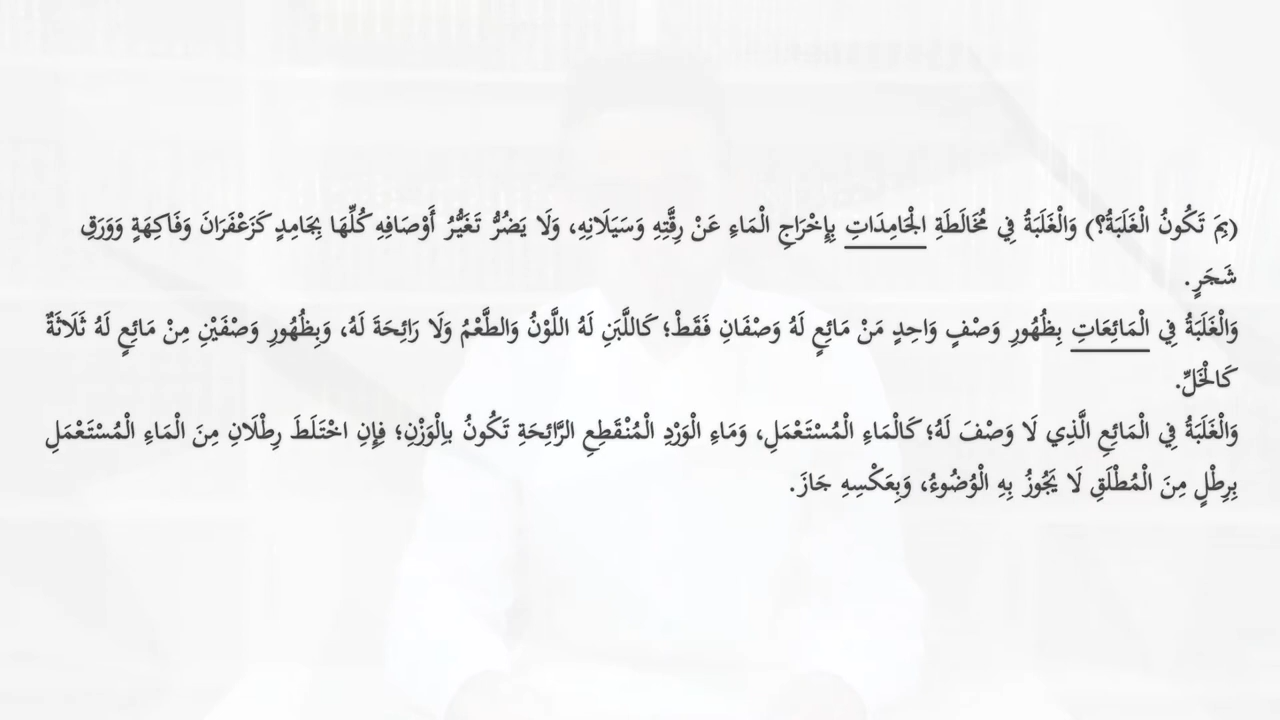 (بِمَ تَكُونُ الْغَلَبَةُ؟) وَالْغَلَبَةُ فِي مُخَالَطَةِ الْجَامِدَاتِ بِإِخْرَاجِ الْمَاءِ عَنْ رِقَّتِهِ وَسَيَلَانِهِ، وَلَا يَضُرُّ تَغَيُّرُ أَوْصَافِهِ كُلِّهَا بِجَامِدٍ كَزَعْفَرَانَ وَفَاكِهَةٍ وَوَرَقِ
شَجَرٍ.
وَالْغَلَبَةُ فِي الْمَائِعَاتِ بِظُهُورِ وَصْفٍ وَاحِدٍ مَنْ مَائِعٍ لَهُ وَصْفَانِ فَقَطْ؛ كَاللَّبَنِ لَهُ اللَّوْنُ وَالطَّعْمُ وَلَا رَائِحَةَ لَهُ، وَبِظُهُورِ وَصْفَيْنِ مِنْ مَائِعٍ لَهُ ثَلَاثَةٌ
كَالْخَلِّ.
وَالْغَلَبَةُ فِي الْمَائِعِ الَّذِي لَا وَصْفَ لَهُ؛ كَالْمَاءِ الْمُسْتَعْمَلِ، وَمَاءِ الْوَرْدِ الْمُنْقَطِعِ الرَّائِحَةِ تَكُونُ بِالْوَزْنِ؛ فَإِنِ اخْتَلَطَ رِطْلَانِ مِنَ الْمَاءِ الْمُسْتَعْمَلِ
بِرِطْلٍ مِنَ الْمُطْلَقِ لَا يَجُوزُ بِهِ الْوُضُوءُ، وَبِعَكْسِهِ جَازَ.